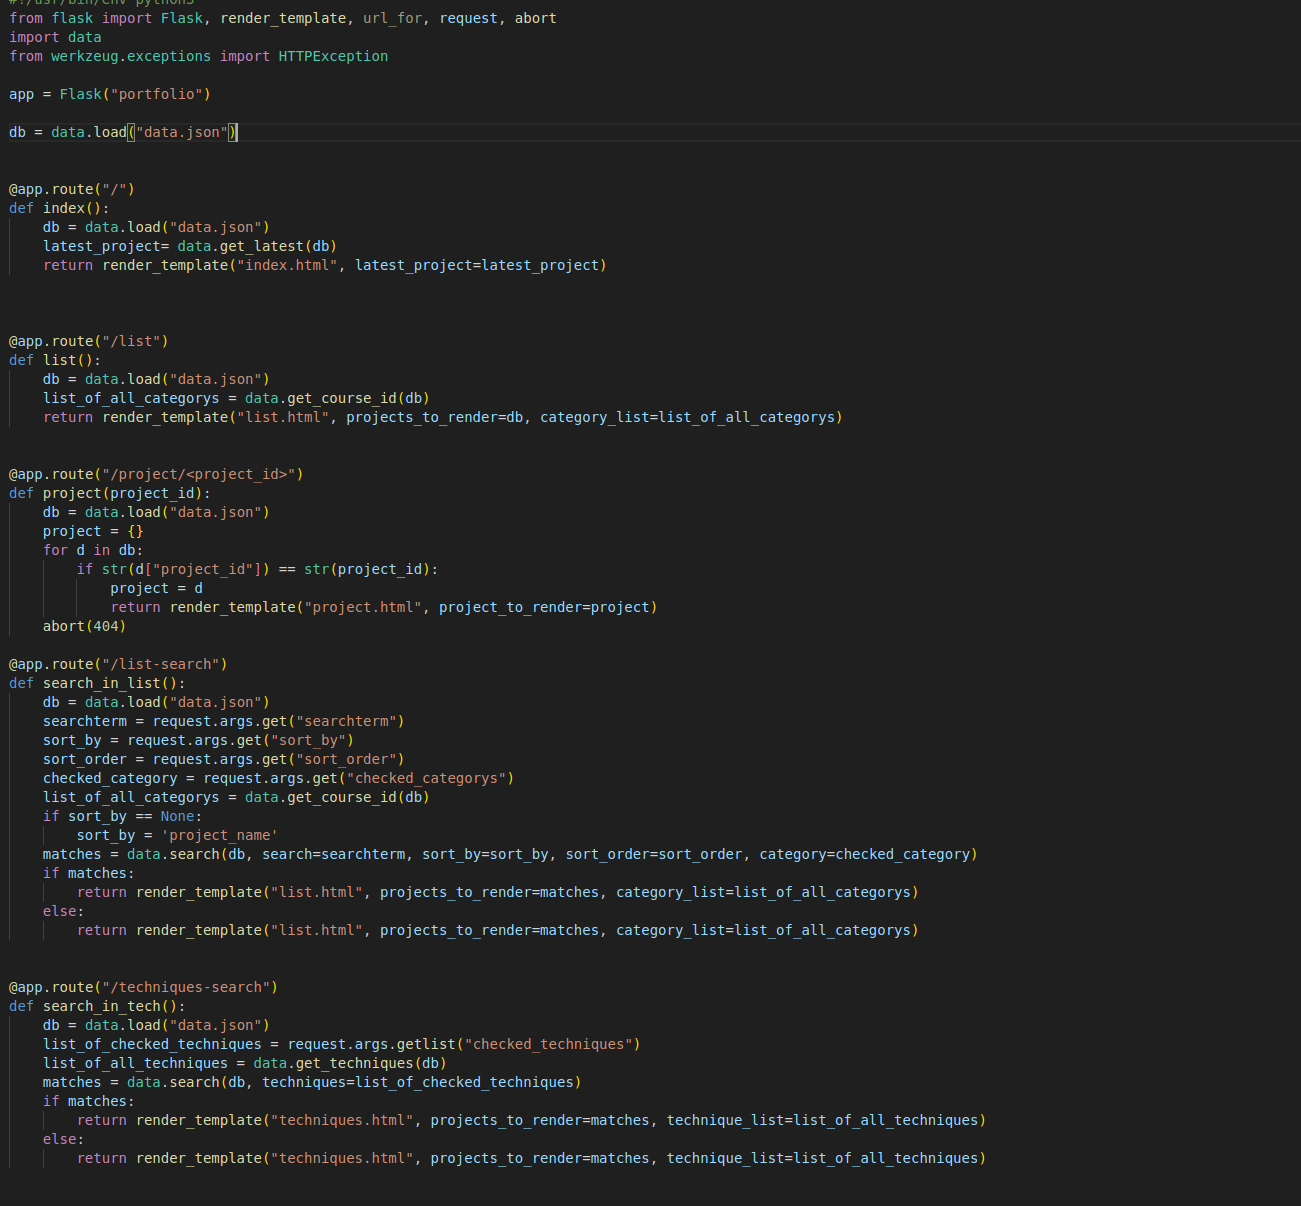 #!/usr/bin/env python3
from flask import Flask, render_template, url_for, request, abort
import data
from werkzeug.exceptions import HTTPException

app = Flask("portfolio")

db = data.load("data.json")


@app.route("/")
def index():
    db = data.load("data.json")
    latest_project= data.get_latest(db)
    return render_template("index.html", latest_project=latest_project)



@app.route("/list")
def list():
    db = data.load("data.json")
    list_of_all_categorys = data.get_course_id(db)
    return render_template("list.html", projects_to_render=db, category_list=list_of_all_categorys)


@app.route("/project/<project_id>")
def project(project_id):
    db = data.load("data.json")
    project = {}
    for d in db:
        if str(d["project_id"]) == str(project_id):
            project = d
            return render_template("project.html", project_to_render=project)
    abort(404)

@app.route("/list-search")
def search_in_list():
    db = data.load("data.json")
    searchterm = request.args.get("searchterm")
    sort_by = request.args.get("sort_by")
    sort_order = request.args.get("sort_order")
    checked_category = request.args.get("checked_categorys")
    list_of_all_categorys = data.get_course_id(db)
    if sort_by == None:
        sort_by = 'project_name'
    matches = data.search(db, search=searchterm, sort_by=sort_by, sort_order=sort_order, category=checked_category)
    if matches:
        return render_template("list.html", projects_to_render=matches, category_list=list_of_all_categorys)
    else:
        return render_template("list.html", projects_to_render=matches, category_list=list_of_all_categorys)


@app.route("/techniques-search")
def search_in_tech():
    db = data.load("data.json")
    list_of_checked_techniques = request.args.getlist("checked_techniques")
    list_of_all_techniques = data.get_techniques(db)
    matches = data.search(db, techniques=list_of_checked_techniques)
    if matches:
        return render_template("techniques.html", projects_to_render=matches, technique_list=list_of_all_techniques)
    else:
        return render_template("techniques.html", projects_to_render=matches, technique_list=list_of_all_techniques)